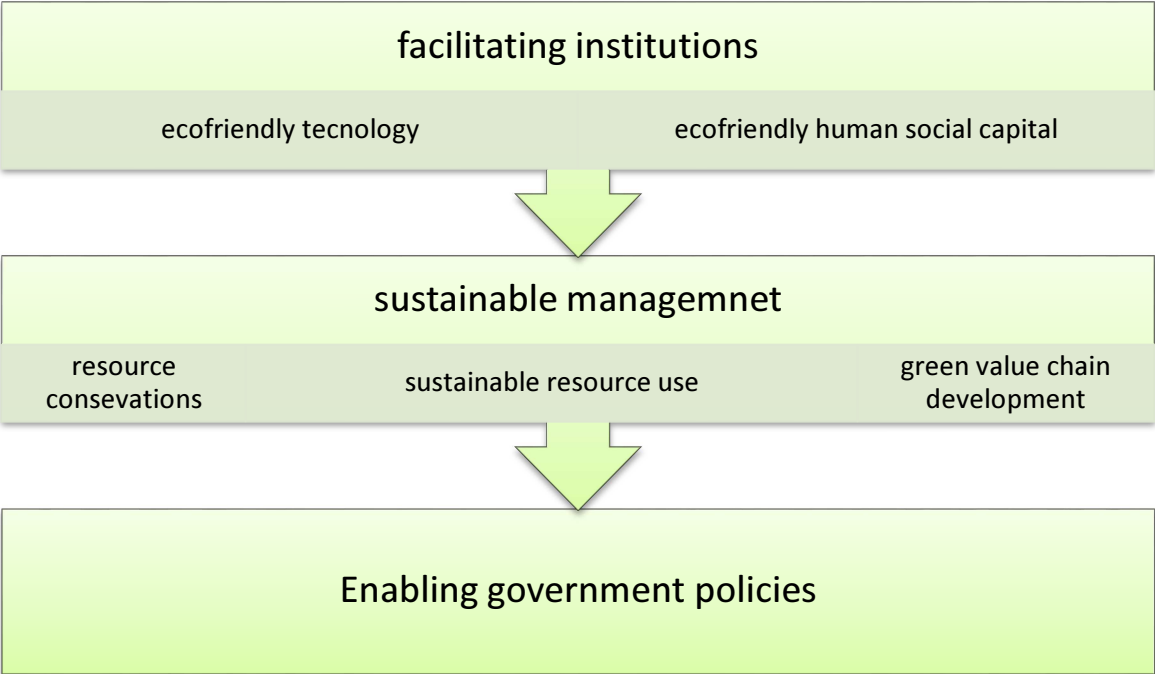 facilitating institutions
ecofriendly tecnology
ecofriendly human social capital
sustainable managemnet
resource
consevations
sustainable resource use
green value chain
development
Enabling government policies